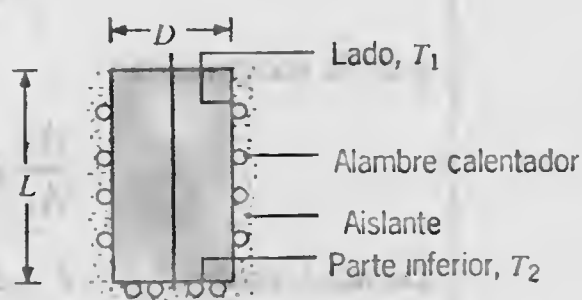 D
Lado, T₁
L
Alambre calentador
Aislante
Parte inferior, T₂